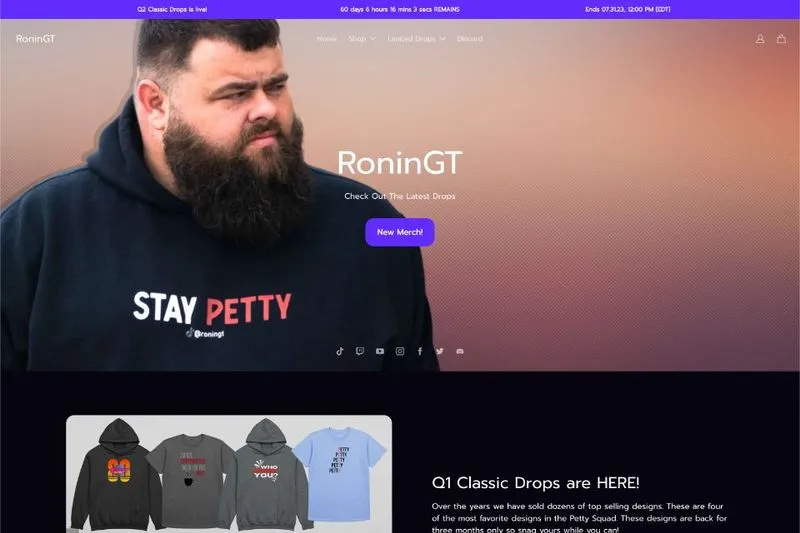 Q2 Classic Drops is live!
60 days 6 hours 16 mins 3 secs REMAINS
Ends 07.31.23, 12:00 PM (EDT)
RoninGT
Home
Shop
Limited Drops
Discord
RoninGT
Check Out The Latest Drops
New Merch!
STAY PETTY
@roningt
WHO
YOU?
PETTY
PETTY
PETTY
PETTY
PETTY
Q1 Classic Drops are HERE!
Over the years we have sold dozens of top selling designs. These are four
of the most favorite designs in the Petty Squad. These designs are back for
three months only so snag yours while you can!